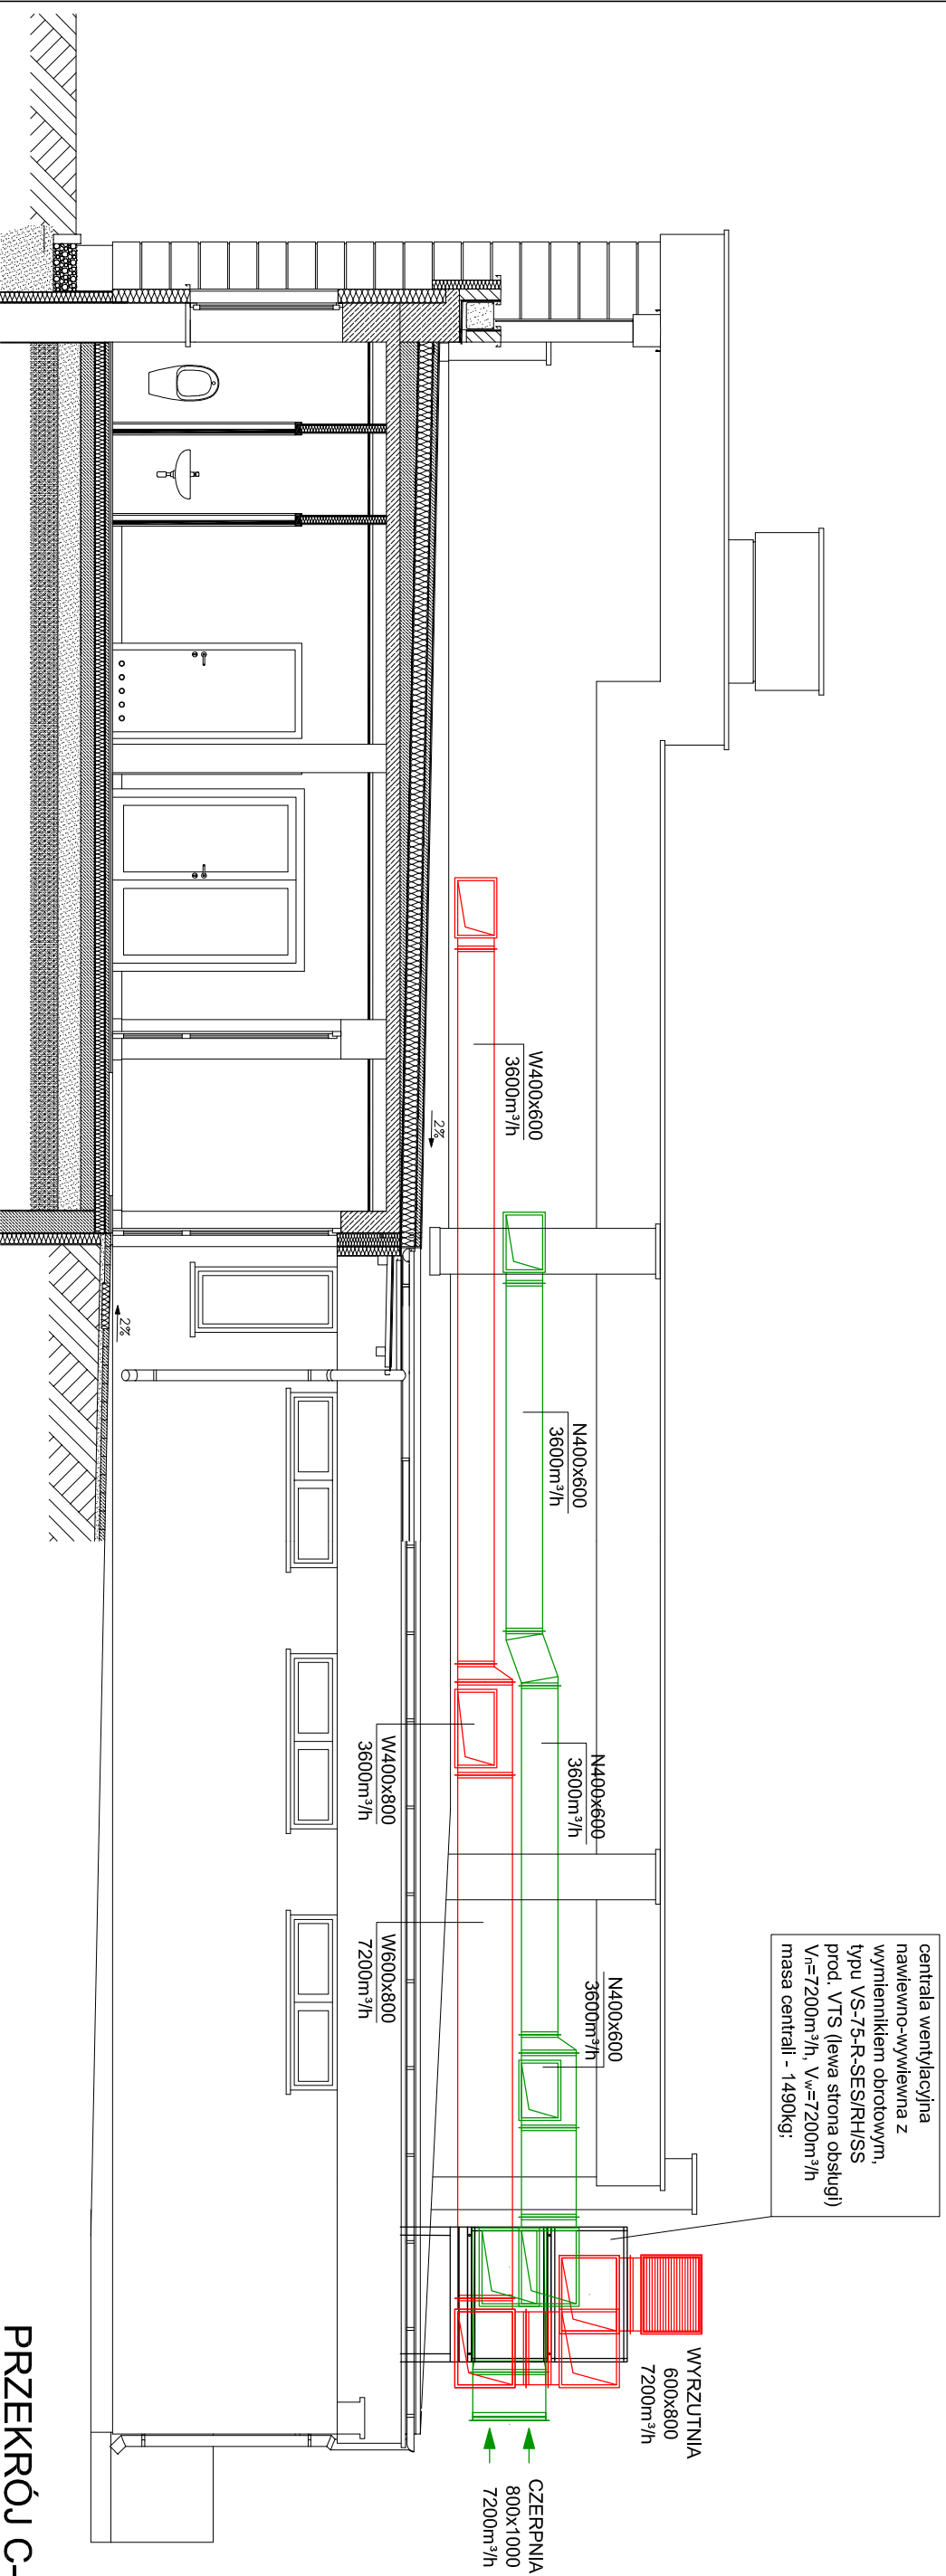 centrala wentylacyjna
nawiewno-wywiewna z
wymiennikiem obrotowym,
typu VS-75-R-SES/RH/SS
prod. VTS (lewa strona obsługi)
Vn=7200m³/h, Vw=7200m³/h
masa centrali - 1490kg;
WYRZUTNIA
600x800
7200m³/h
CZERPNIA
800x1000
7200m³/h
W400x600
3600m³/h
N400x600
3600m³/h
N400x600
3600m³/h
N400x600
3600m³/h
2%
W400x800
3600m³/h
W600x800
7200m³/h
2%
PRZEKRÓJ C-